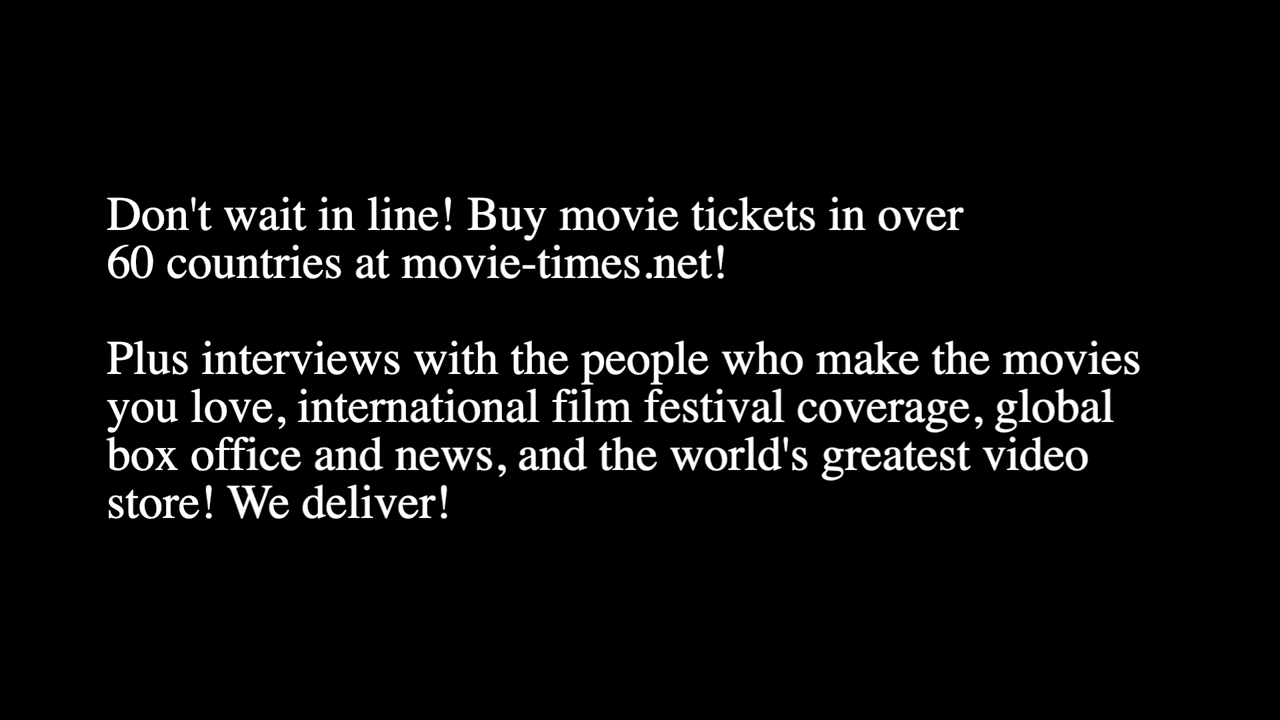 Don't wait in line! Buy movie tickets in over
60 countries at movie-times.net!
Plus interviews with the people who make the movies
you love, international film festival coverage, global
box office and news, and the world's greatest video
store! We deliver!